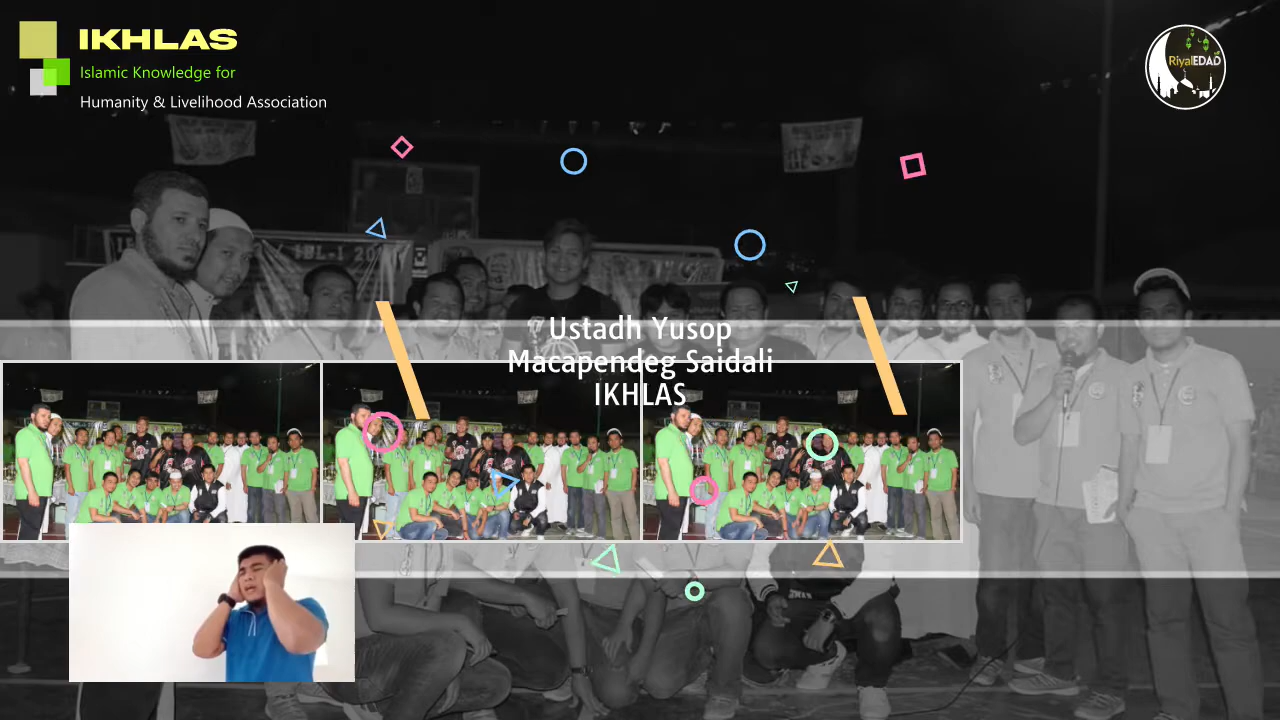 IKHLAS
Islamic Knowledge for
Humanity & Livelihood Association
RiyalEDAD
Ustadh Yusop
Macapendeg Saidali
IKHLAS